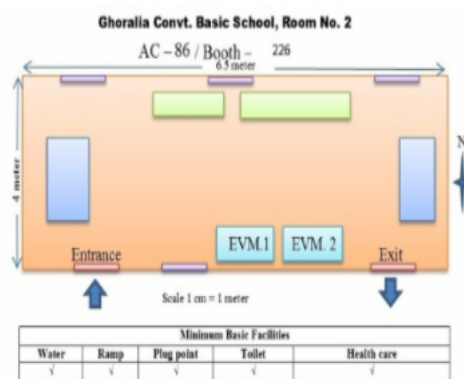 Ghoralia Convt. Basic School, Room No. 2
AC – 86 / Booth – 226
6.5 meter
4 meter
N
EVM.1 EVM. 2
Entrance Exit
Scale 1 cm = 1 meter
Minimum Basic Facilities
Water Ramp Plug point Toilet Health care
√ √ √ √ √